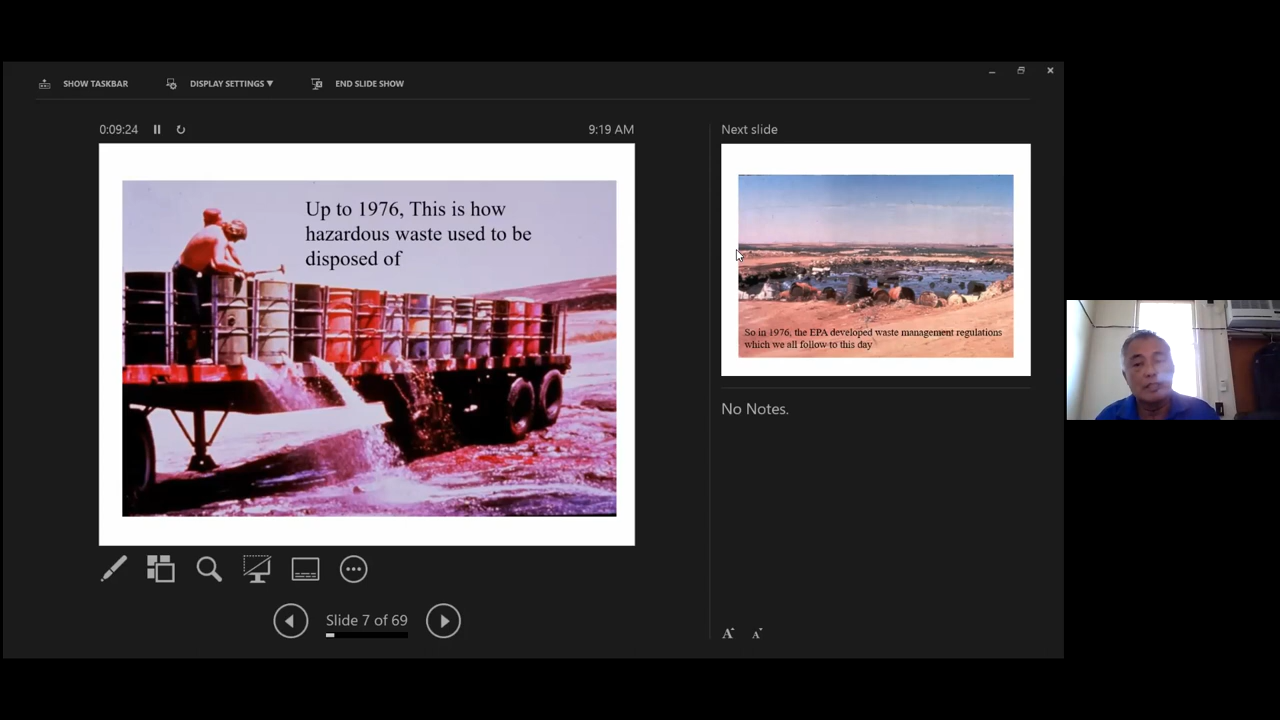 SHOW TASKBAR
DISPLAY SETTINGS ▼
END SLIDE SHOW
0:09:24
9:19 AM
Up to 1976, This is how
hazardous waste used to be
disposed of
Slide 7 of 69
Next slide
So in 1976, the EPA developed waste management regulations
which we all follow to this day
No Notes.
A A